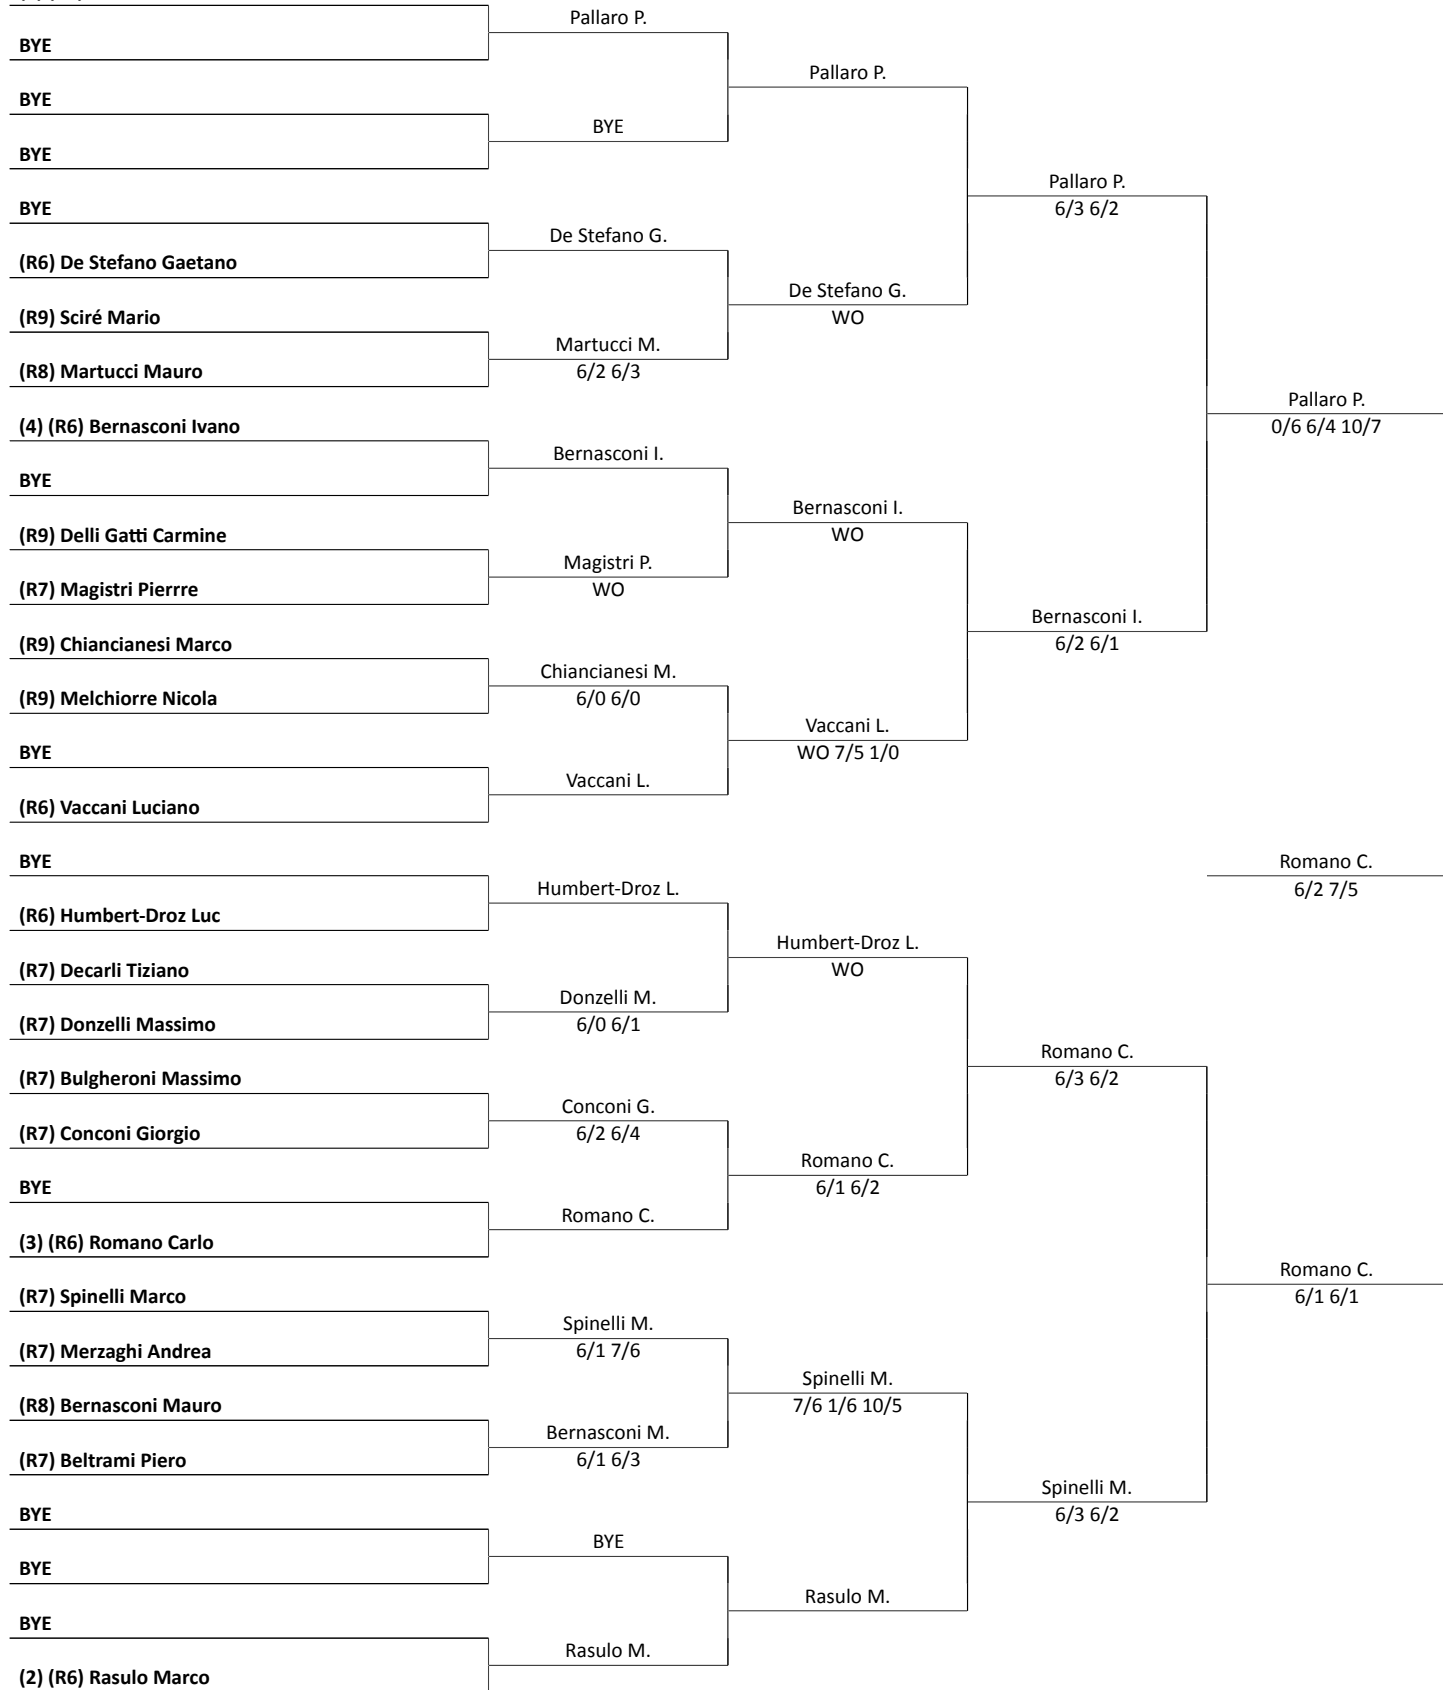 Pallaro P.
BYE
Pallaro P.
BYE
BYE
BYE
Pallaro P.
BYE
6/3 6/2
De Stefano G.
(R6) De Stefano Gaetano
De Stefano G.
(R9) Sciré Mario
WO
Martucci M.
(R8) Martucci Mauro
6/2 6/3
Pallaro P.
(4) (R6) Bernasconi Ivano
0/6 6/4 10/7
Bernasconi I.
BYE
Bernasconi I.
(R9) Delli Gatti Carmine
WO
Magistri P.
(R7) Magistri Pierrre
WO
Bernasconi I.
(R9) Chiancianesi Marco
6/2 6/1
Chiancianesi M.
(R9) Melchiorre Nicola
6/0 6/0
Vaccani L.
BYE
WO 7/5 1/0
Vaccani L.
(R6) Vaccani Luciano
BYE
Romano C.
Humbert-Droz L.
6/2 7/5
(R6) Humbert-Droz Luc
Humbert-Droz L.
(R7) Decarli Tiziano
WO
Donzelli M.
(R7) Donzelli Massimo
6/0 6/1
Romano C.
(R7) Bulgheroni Massimo
6/3 6/2
Conconi G.
(R7) Conconi Giorgio
6/2 6/4
Romano C.
BYE
6/1 6/2
Romano C.
(3) (R6) Romano Carlo
Romano C.
(R7) Spinelli Marco
6/1 6/1
Spinelli M.
(R7) Merzaghi Andrea
6/1 7/6
Spinelli M.
(R8) Bernasconi Mauro
7/6 1/6 10/5
Bernasconi M.
(R7) Beltrami Piero
6/1 6/3
Spinelli M.
BYE
6/3 6/2
BYE
BYE
Rasulo M.
BYE
Rasulo M.
(2) (R6) Rasulo Marco